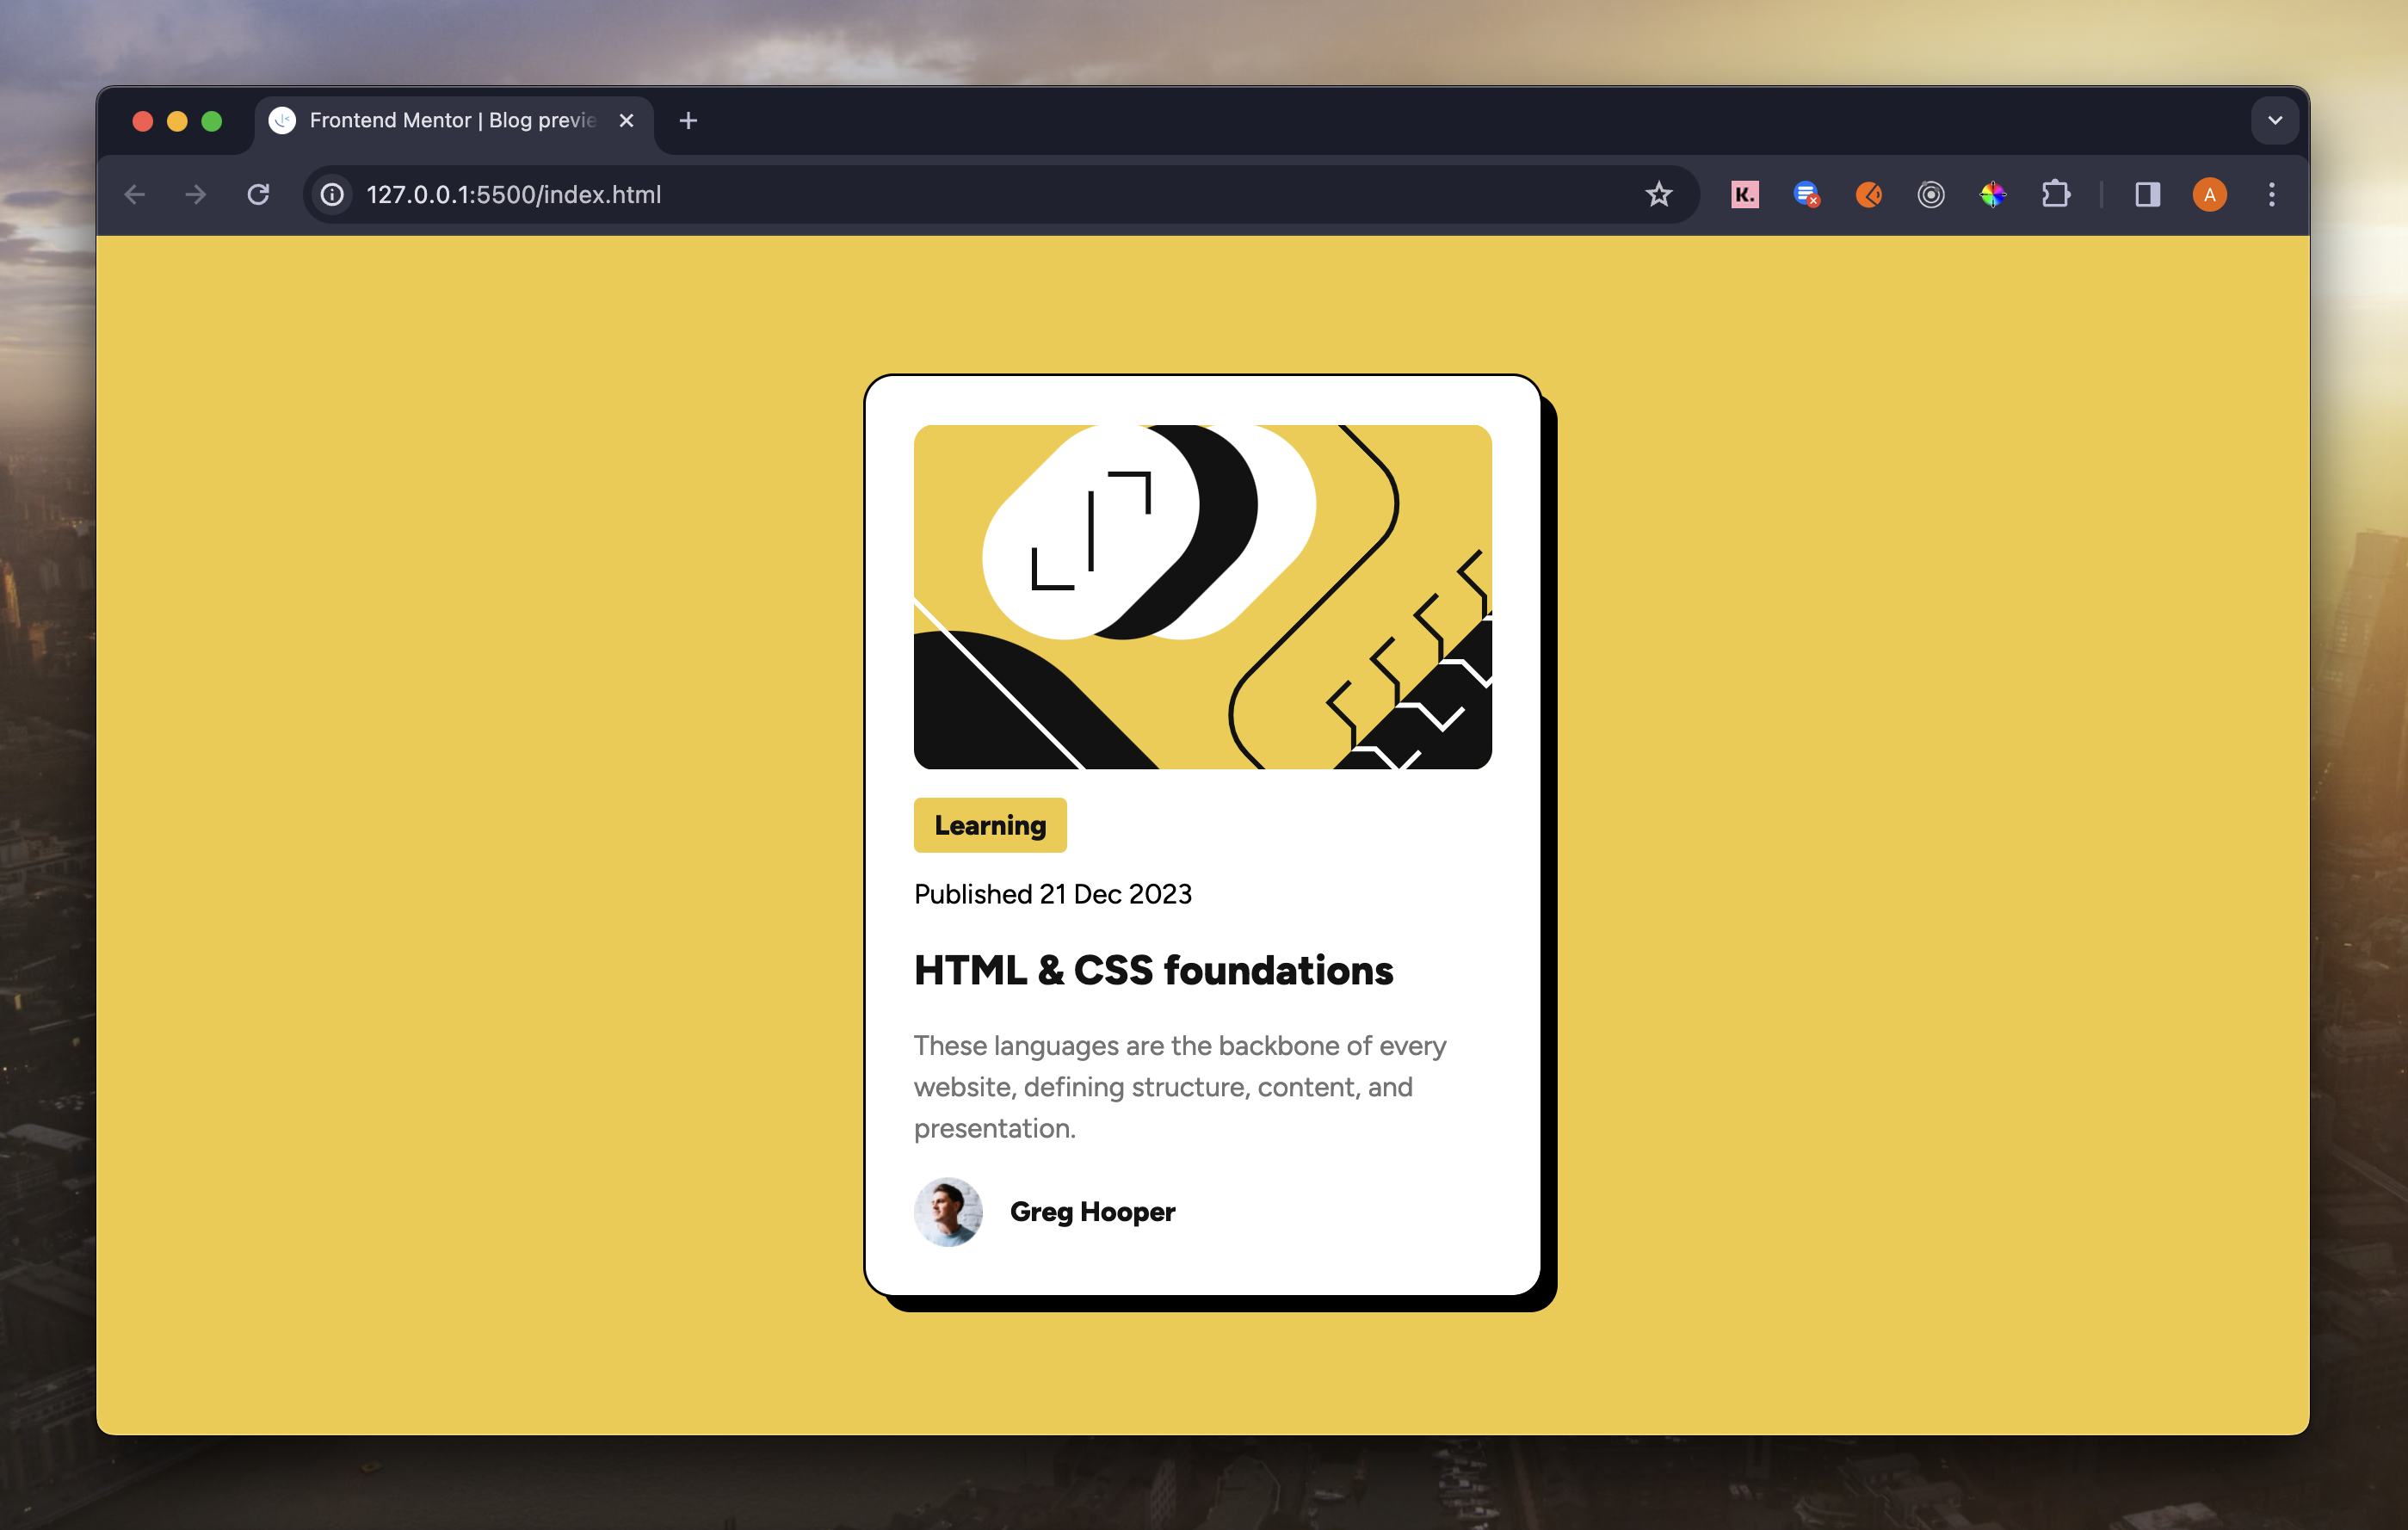 Frontend Mentor | Blog previe
127.0.0.1:5500/index.html
K.
A
Learning
Published 21 Dec 2023
HTML & CSS foundations
These languages are the backbone of every
website, defining structure, content, and
presentation.
Greg Hooper